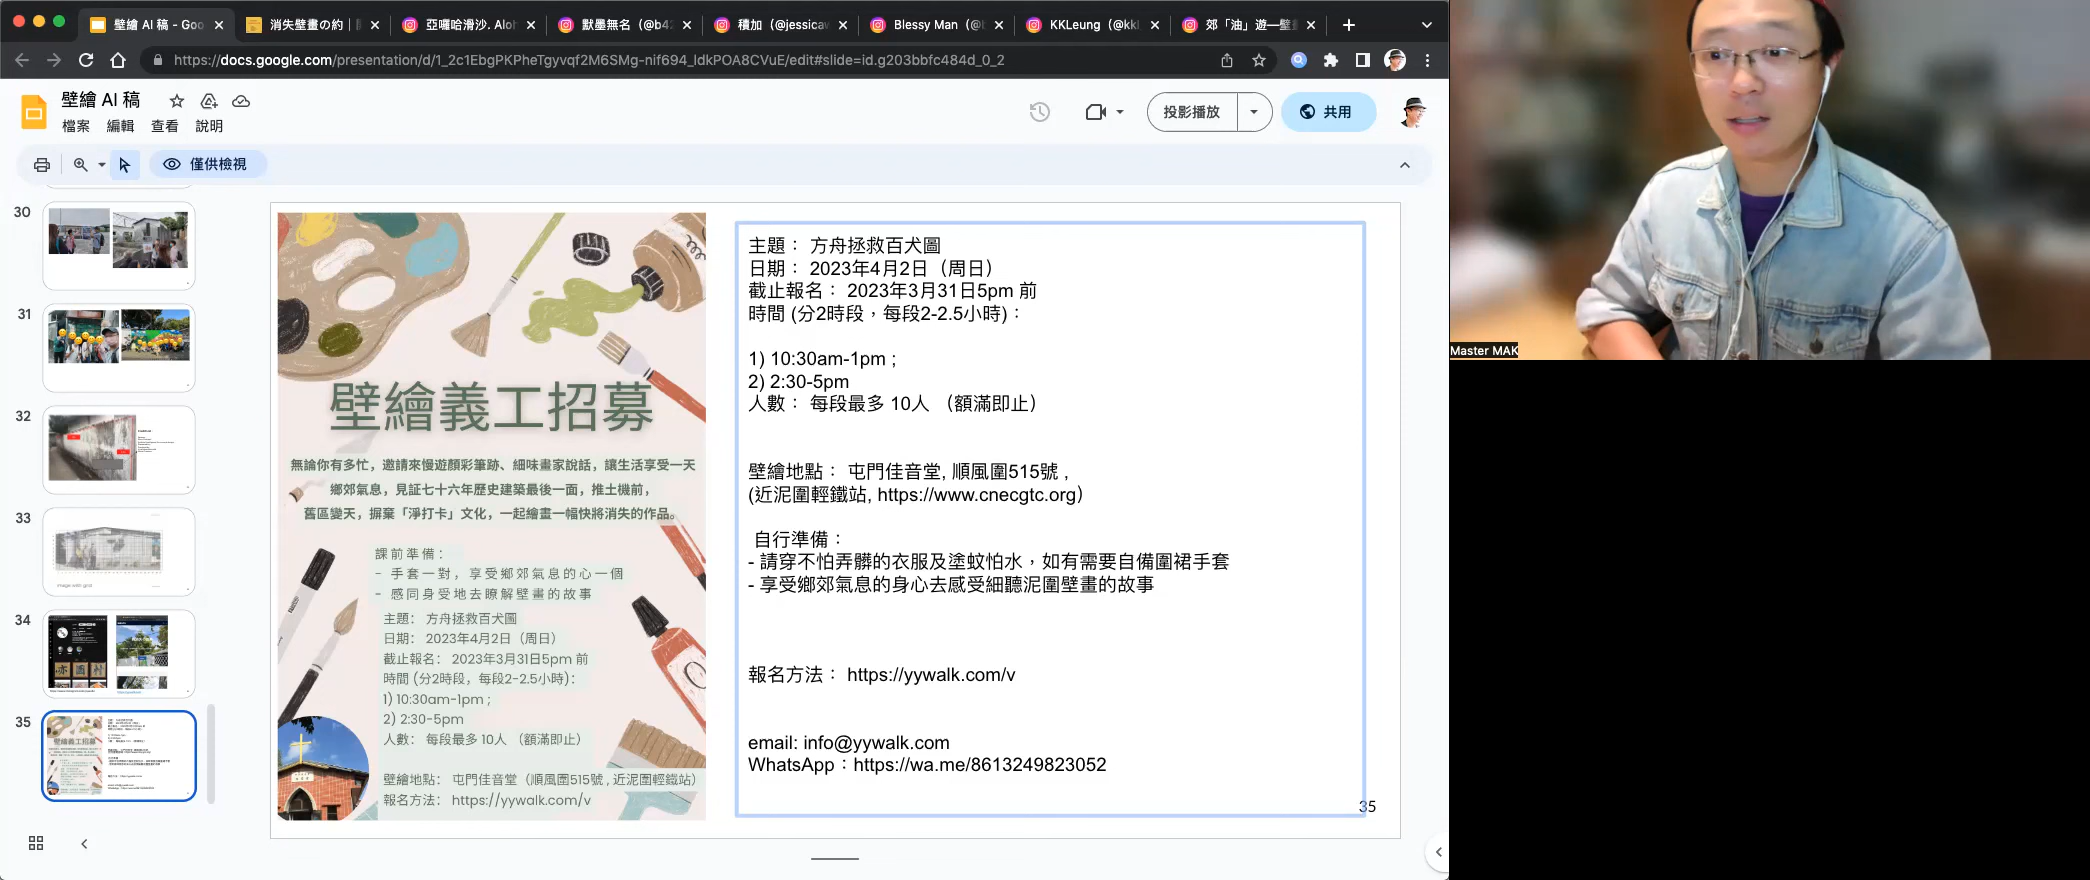 壁繪 AI 稿 - Goo
消失壁畫の約
亞囉哈滑沙. Aloh
默墨無名（@b4
積加（@jessica
Blessy Man（@
KKLeung（@kkl
郊「油」遊—壁
https://docs.google.com/presentation/d/1_2c1EbgPKPheTgyvqf2M6SMg-nif694_ldkPOA8CVuE/edit#slide=id.g203bbfc484d_0_2
壁繪 AI 稿
檔案 編輯 查看 說明
投影播放
共用
僅供檢視
30
31
32
33
image with grid
34
35
壁繪義工招募
無論你有多忙，邀請來慢遊顏彩筆跡、細味畫家說話，讓生活享受一天
鄉郊氣息，見証七十六年歷史建築最後一面，推土機前，
舊區變天，摒棄「淨打卡」文化，一起繪畫一幅快將消失的作品。
課前準備：
- 手套一對，享受鄉郊氣息的心一個
- 感同身受地去瞭解壁畫的故事
主題： 方舟拯救百犬圖
日期： 2023年4月2日（周日）
截止報名： 2023年3月31日5pm 前
時間 (分2時段，每段2-2.5小時)：
1) 10:30am-1pm ;
2) 2:30-5pm
人數： 每段最多 10人 （額滿即止）
壁繪地點： 屯門佳音堂（順風圍515號 , 近泥圍輕鐵站）
報名方法： https://yywalk.com/v
主題： 方舟拯救百犬圖
日期： 2023年4月2日（周日）
截止報名： 2023年3月31日5pm 前
時間 (分2時段，每段2-2.5小時)：
1) 10:30am-1pm ;
2) 2:30-5pm
人數： 每段最多 10人 （額滿即止）
壁繪地點： 屯門佳音堂, 順風圍515號 ,
(近泥圍輕鐵站, https://www.cnecgtc.org）
自行準備：
- 請穿不怕弄髒的衣服及塗蚊怕水，如有需要自備圍裙手套
- 享受鄉郊氣息的身心去感受細聽泥圍壁畫的故事
報名方法： https://yywalk.com/v
email: info@yywalk.com
WhatsApp：https://wa.me/8613249823052
35
Master MAK